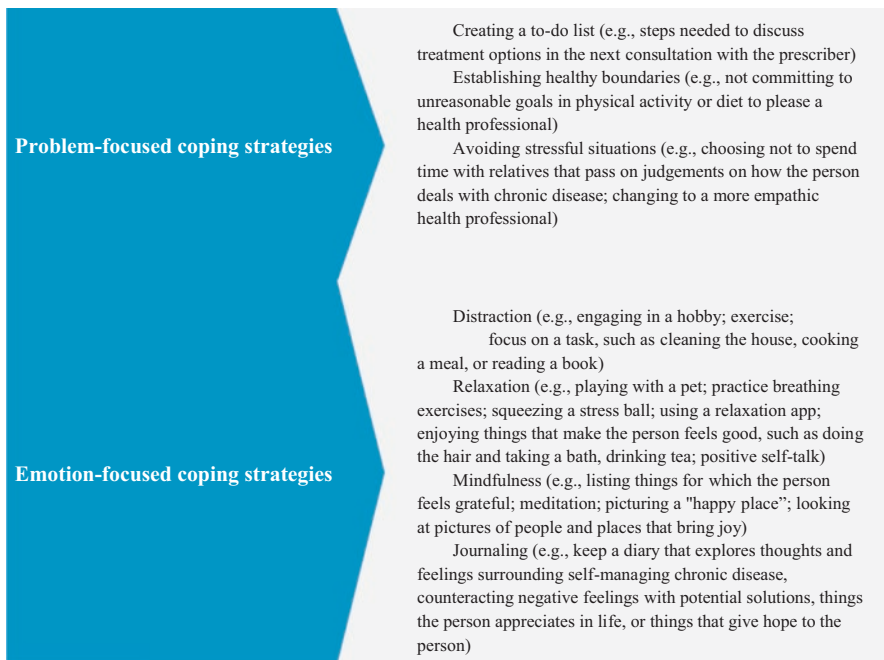 Problem-focused coping strategies
Creating a to-do list (e.g., steps needed to discuss
treatment options in the next consultation with the prescriber)
Establishing healthy boundaries (e.g., not committing to
unreasonable goals in physical activity or diet to please a
health professional)
Avoiding stressful situations (e.g., choosing not to spend
time with relatives that pass on judgements on how the person
deals with chronic disease; changing to a more empathic
health professional)
Emotion-focused coping strategies
Distraction (e.g., engaging in a hobby; exercise;
focus on a task, such as cleaning the house, cooking
a meal, or reading a book)
Relaxation (e.g., playing with a pet; practice breathing
exercises; squeezing a stress ball; using a relaxation app;
enjoying things that make the person feels good, such as doing
the hair and taking a bath, drinking tea; positive self-talk)
Mindfulness (e.g., listing things for which the person
feels grateful; meditation; picturing a "happy place”; looking
at pictures of people and places that bring joy)
Journaling (e.g., keep a diary that explores thoughts and
feelings surrounding self-managing chronic disease,
counteracting negative feelings with potential solutions, things
the person appreciates in life, or things that give hope to the
person)